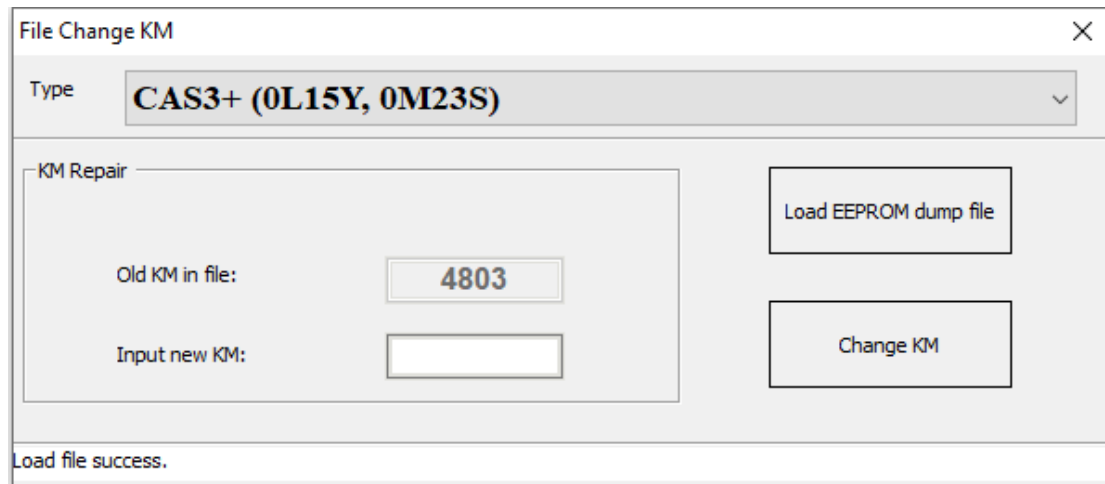 File Change KM
Type
CAS3+ (0L15Y, 0M23S)
KM Repair
Old KM in file:
4803
Input new KM:
Load EEPROM dump file
Change KM
Load file success.